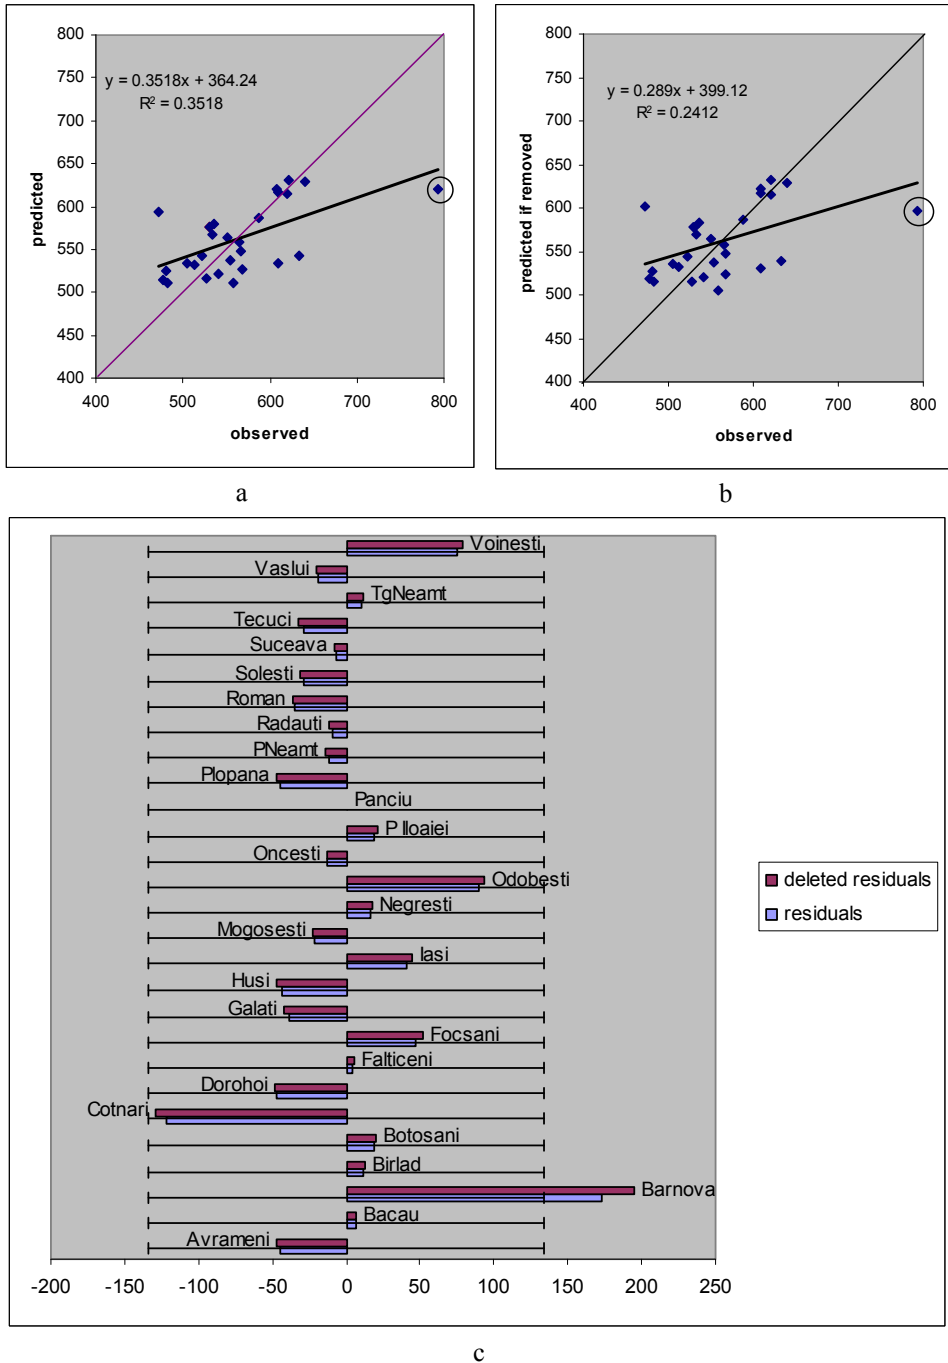 800
750
700
650
600
550
500
450
400
predicted
y = 0.3518x + 364.24
R² = 0.3518
400 500 600 700 800
observed
a
800
750
700
650
600
550
500
450
400
predicted if removed
y = 0.289x + 399.12
R² = 0.2412
400 500 600 700 800
observed
b
Voinesti
Vaslui
TgNeamt
Tecuci
Suceava
Solesti
Roman
Radauti
PNeamt
Plopana
Panciu
P Iloaiei
Oncesti
Odobesti
Negresti
Mogosesti
Iasi
Husi
Galati
Focsani
Falticeni
Dorohoi
Cotnari
Botosani
Birlad
Barnova
Bacau
Avrameni
-200 -150 -100 -50 0 50 100 150 200 250
deleted residuals
residuals
c